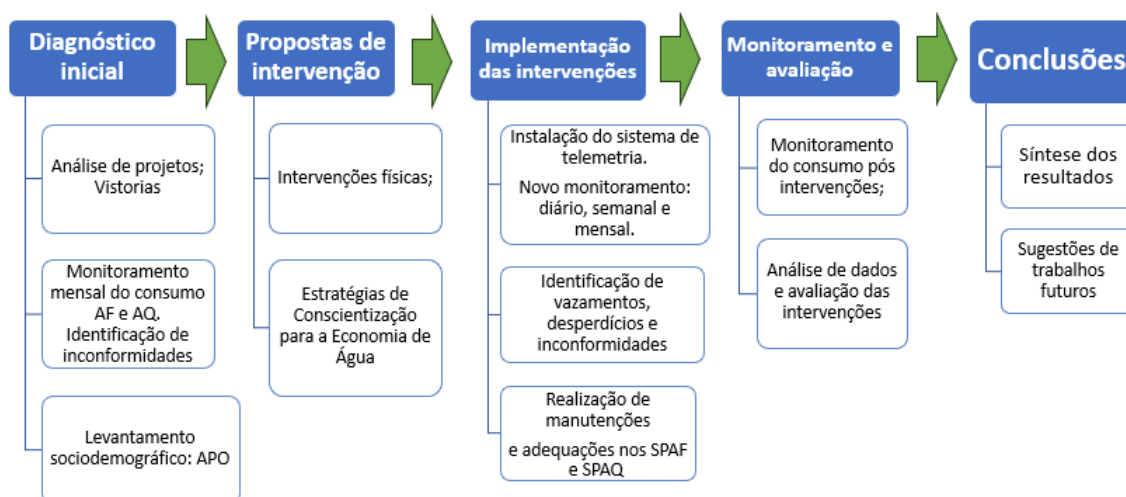 Diagnóstico
inicial
Análise de projetos;
Vistorias
Monitoramento
mensal do consumo
AF e AQ.
Identificação de
inconformidades
Levantamento
sociodemográfico: APO
Propostas de
intervenção
Intervenções físicas;
Estratégias de
Conscientização
para a Economia de
Água
Implementação
das intervenções
Instalação do sistema de
telemetria.
Novo monitoramento:
diário, semanal e
mensal.
Identificação de
vazamentos,
desperdícios e
inconformidades
Realização de
manutenções
e adequações nos SPAF
e SPAQ
Monitoramento e
avaliação
Monitoramento
do consumo pós
intervenções;
Análise de dados
e avaliação das
intervenções
Conclusões
Síntese dos
resultados
Sugestões de
trabalhos
futuros